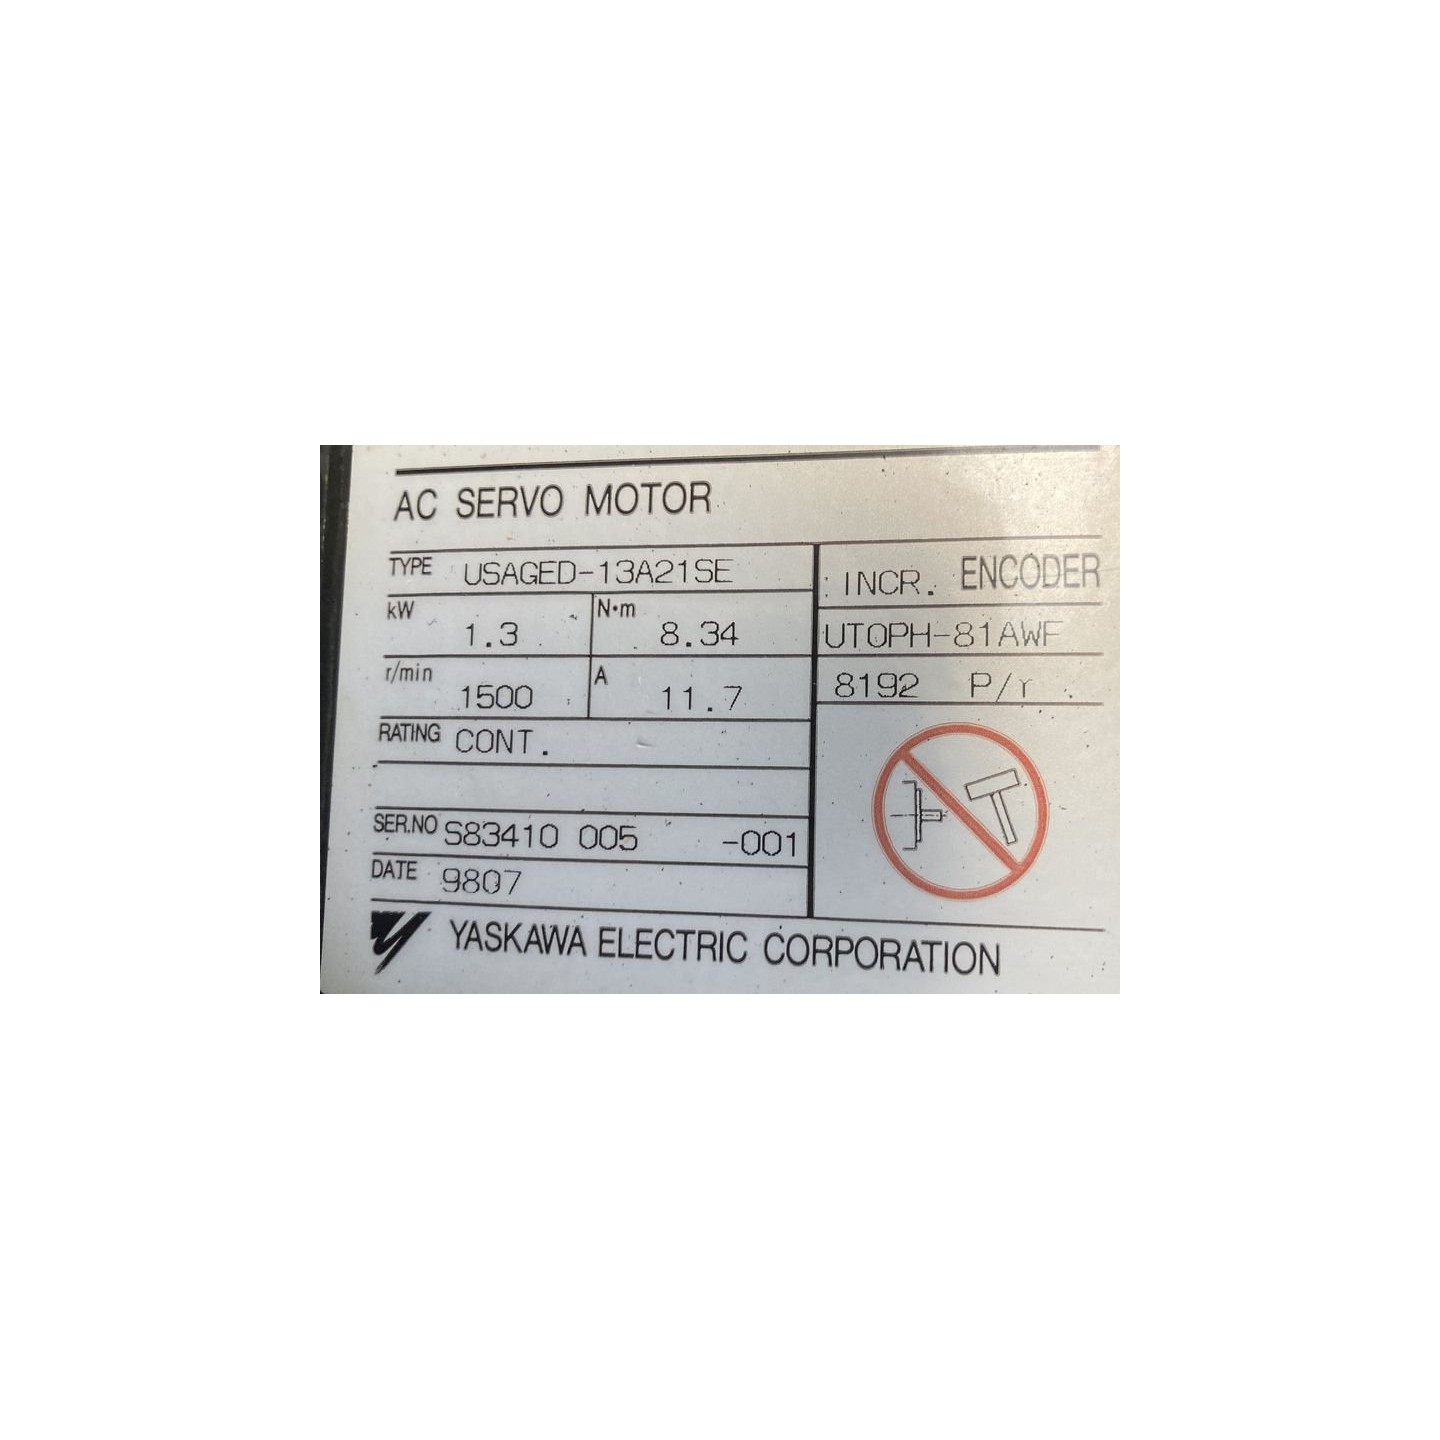 AC SERVO MOTOR
TYPE USAGED-13A21SE
INCR. ENCODER
kW 1.3 N·m 8.34
UTOPH-81AWF
r/min 1500 A 11.7
8192 P/r
RATING CONT.
SER.NO S83410 005 -001
DATE 9807
YASKAWA ELECTRIC CORPORATION